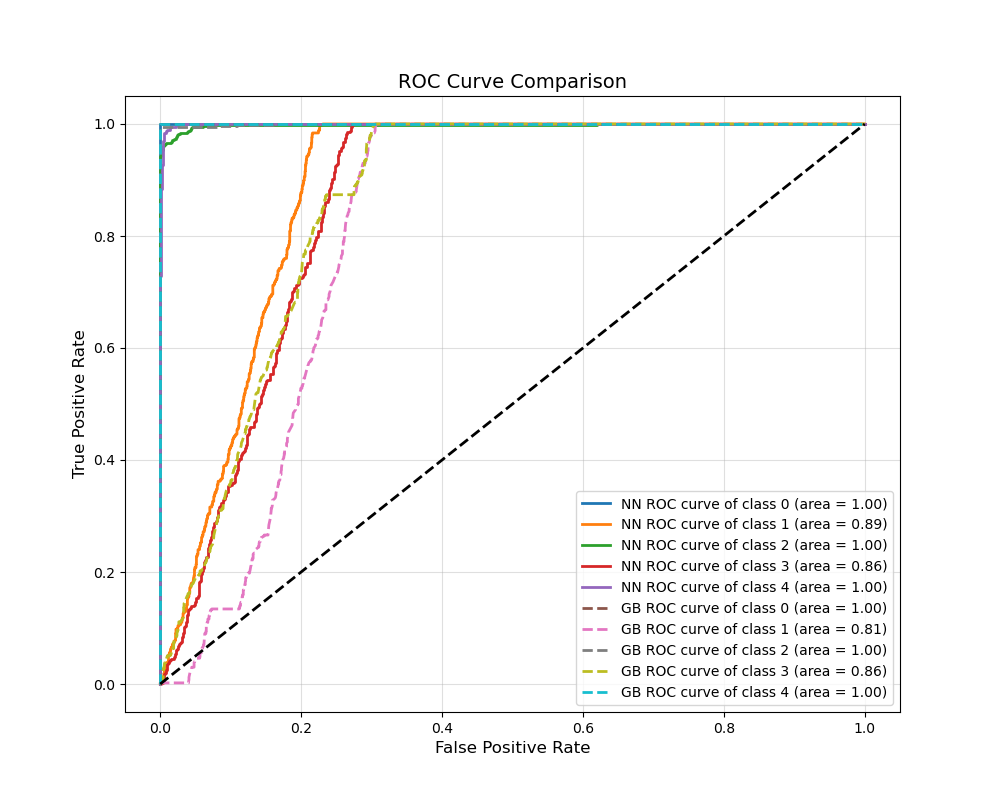 ROC Curve Comparison
True Positive Rate
1.0
0.8
0.6
0.4
0.2
0.0
NN ROC curve of class 0 (area = 1.00)
NN ROC curve of class 1 (area = 0.89)
NN ROC curve of class 2 (area = 1.00)
NN ROC curve of class 3 (area = 0.86)
NN ROC curve of class 4 (area = 1.00)
GB ROC curve of class 0 (area = 1.00)
GB ROC curve of class 1 (area = 0.81)
GB ROC curve of class 2 (area = 1.00)
GB ROC curve of class 3 (area = 0.86)
GB ROC curve of class 4 (area = 1.00)
0.0 0.2 0.4 0.6 0.8 1.0
False Positive Rate